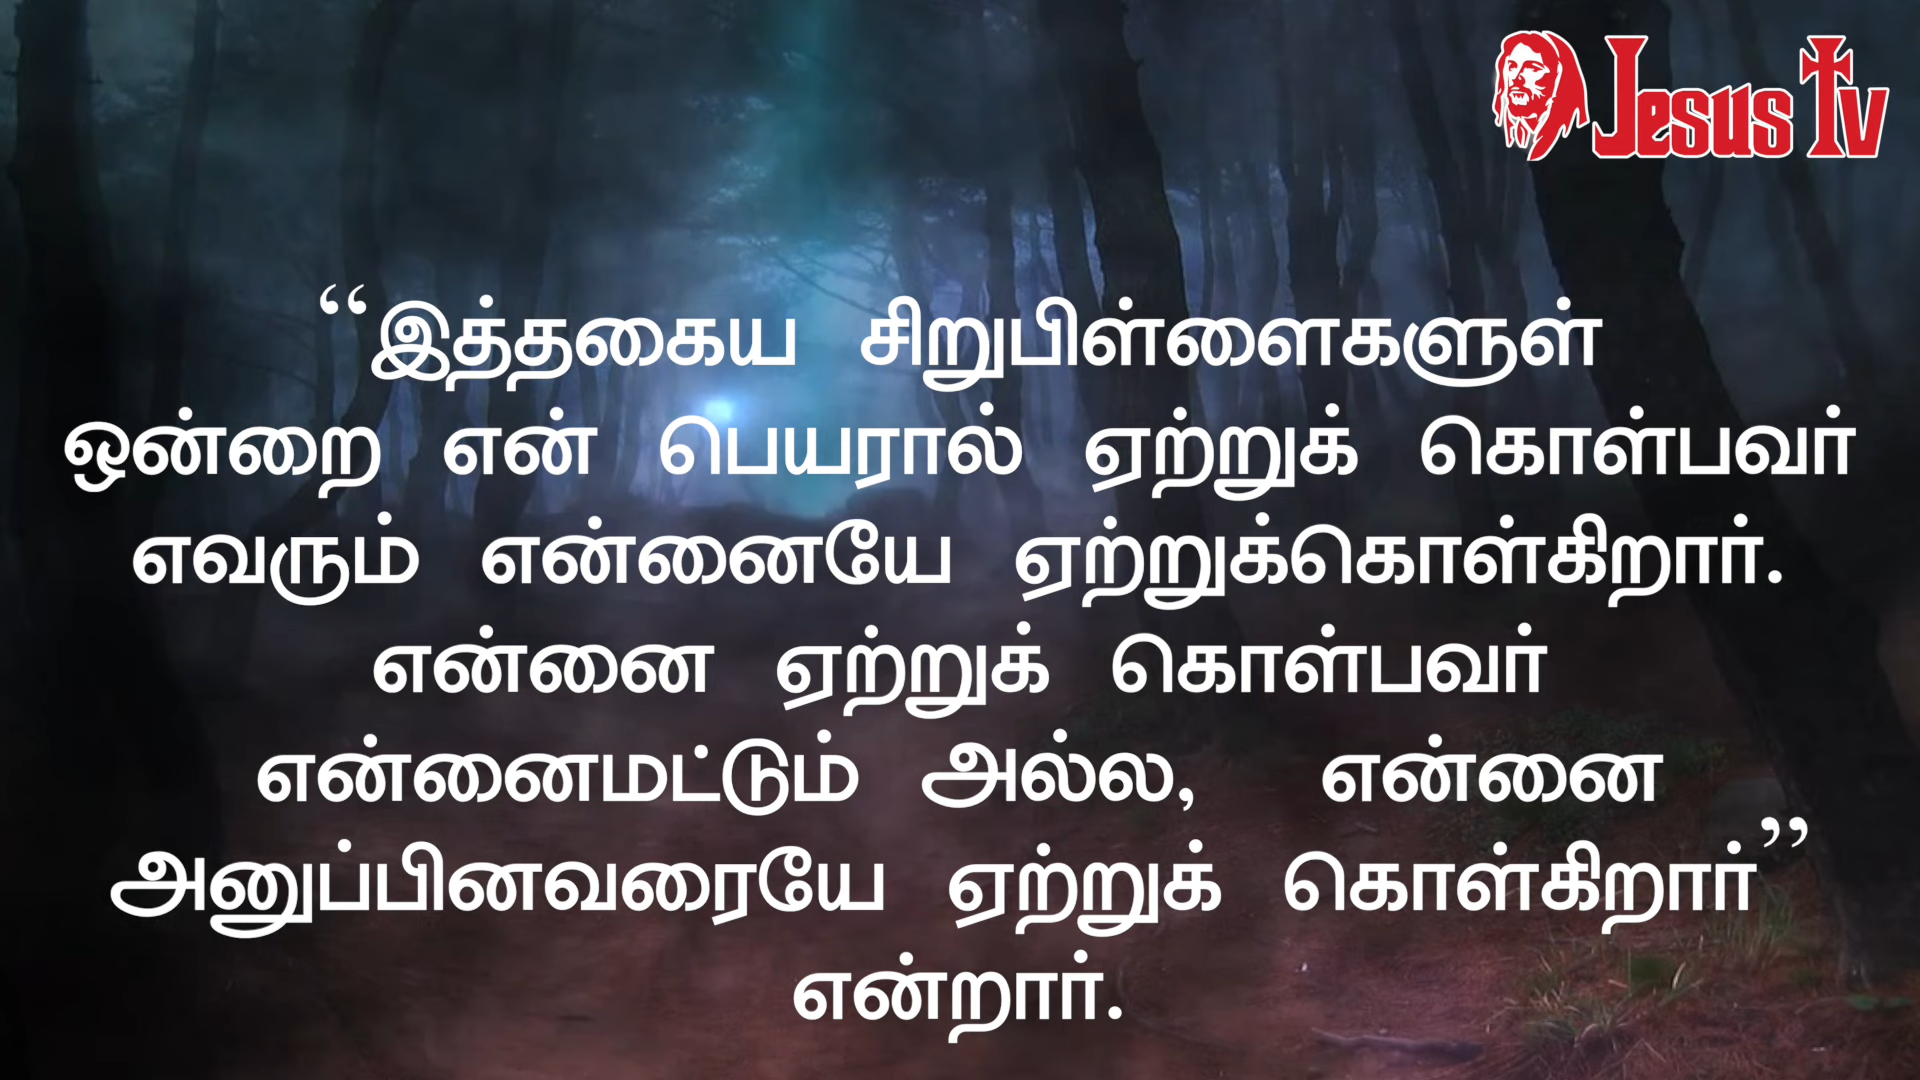 Jesus Tv
“இத்தகைய சிறுபிள்ளைகளுள்
ஒன்றை என் பெயரால் ஏற்றுக் கொள்பவர்
எவரும் என்னையே ஏற்றுக்கொள்கிறார்.
என்னை ஏற்றுக் கொள்பவர்
என்னைமட்டும் அல்ல, என்னை
அனுப்பினவரையே ஏற்றுக் கொள்கிறார்”
என்றார்.